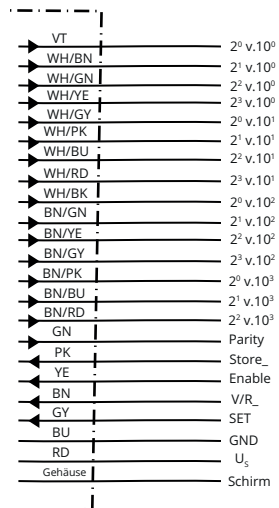 VT 2⁰ v.10⁰
WH/BN 2¹ v.10⁰
WH/GN 2² v.10⁰
WH/YE 2³ v.10⁰
WH/GY 2⁰ v.10¹
WH/PK 2¹ v.10¹
WH/BU 2² v.10¹
WH/RD 2³ v.10¹
WH/BK 2⁰ v.10²
BN/GN 2¹ v.10²
BN/YE 2² v.10²
BN/GY 2³ v.10²
BN/PK 2⁰ v.10³
BN/BU 2¹ v.10³
BN/RD 2² v.10³
GN Parity
PK Store_
YE Enable
BN V/R_
GY SET
BU GND
RD Uₛ
Gehäuse Schirm